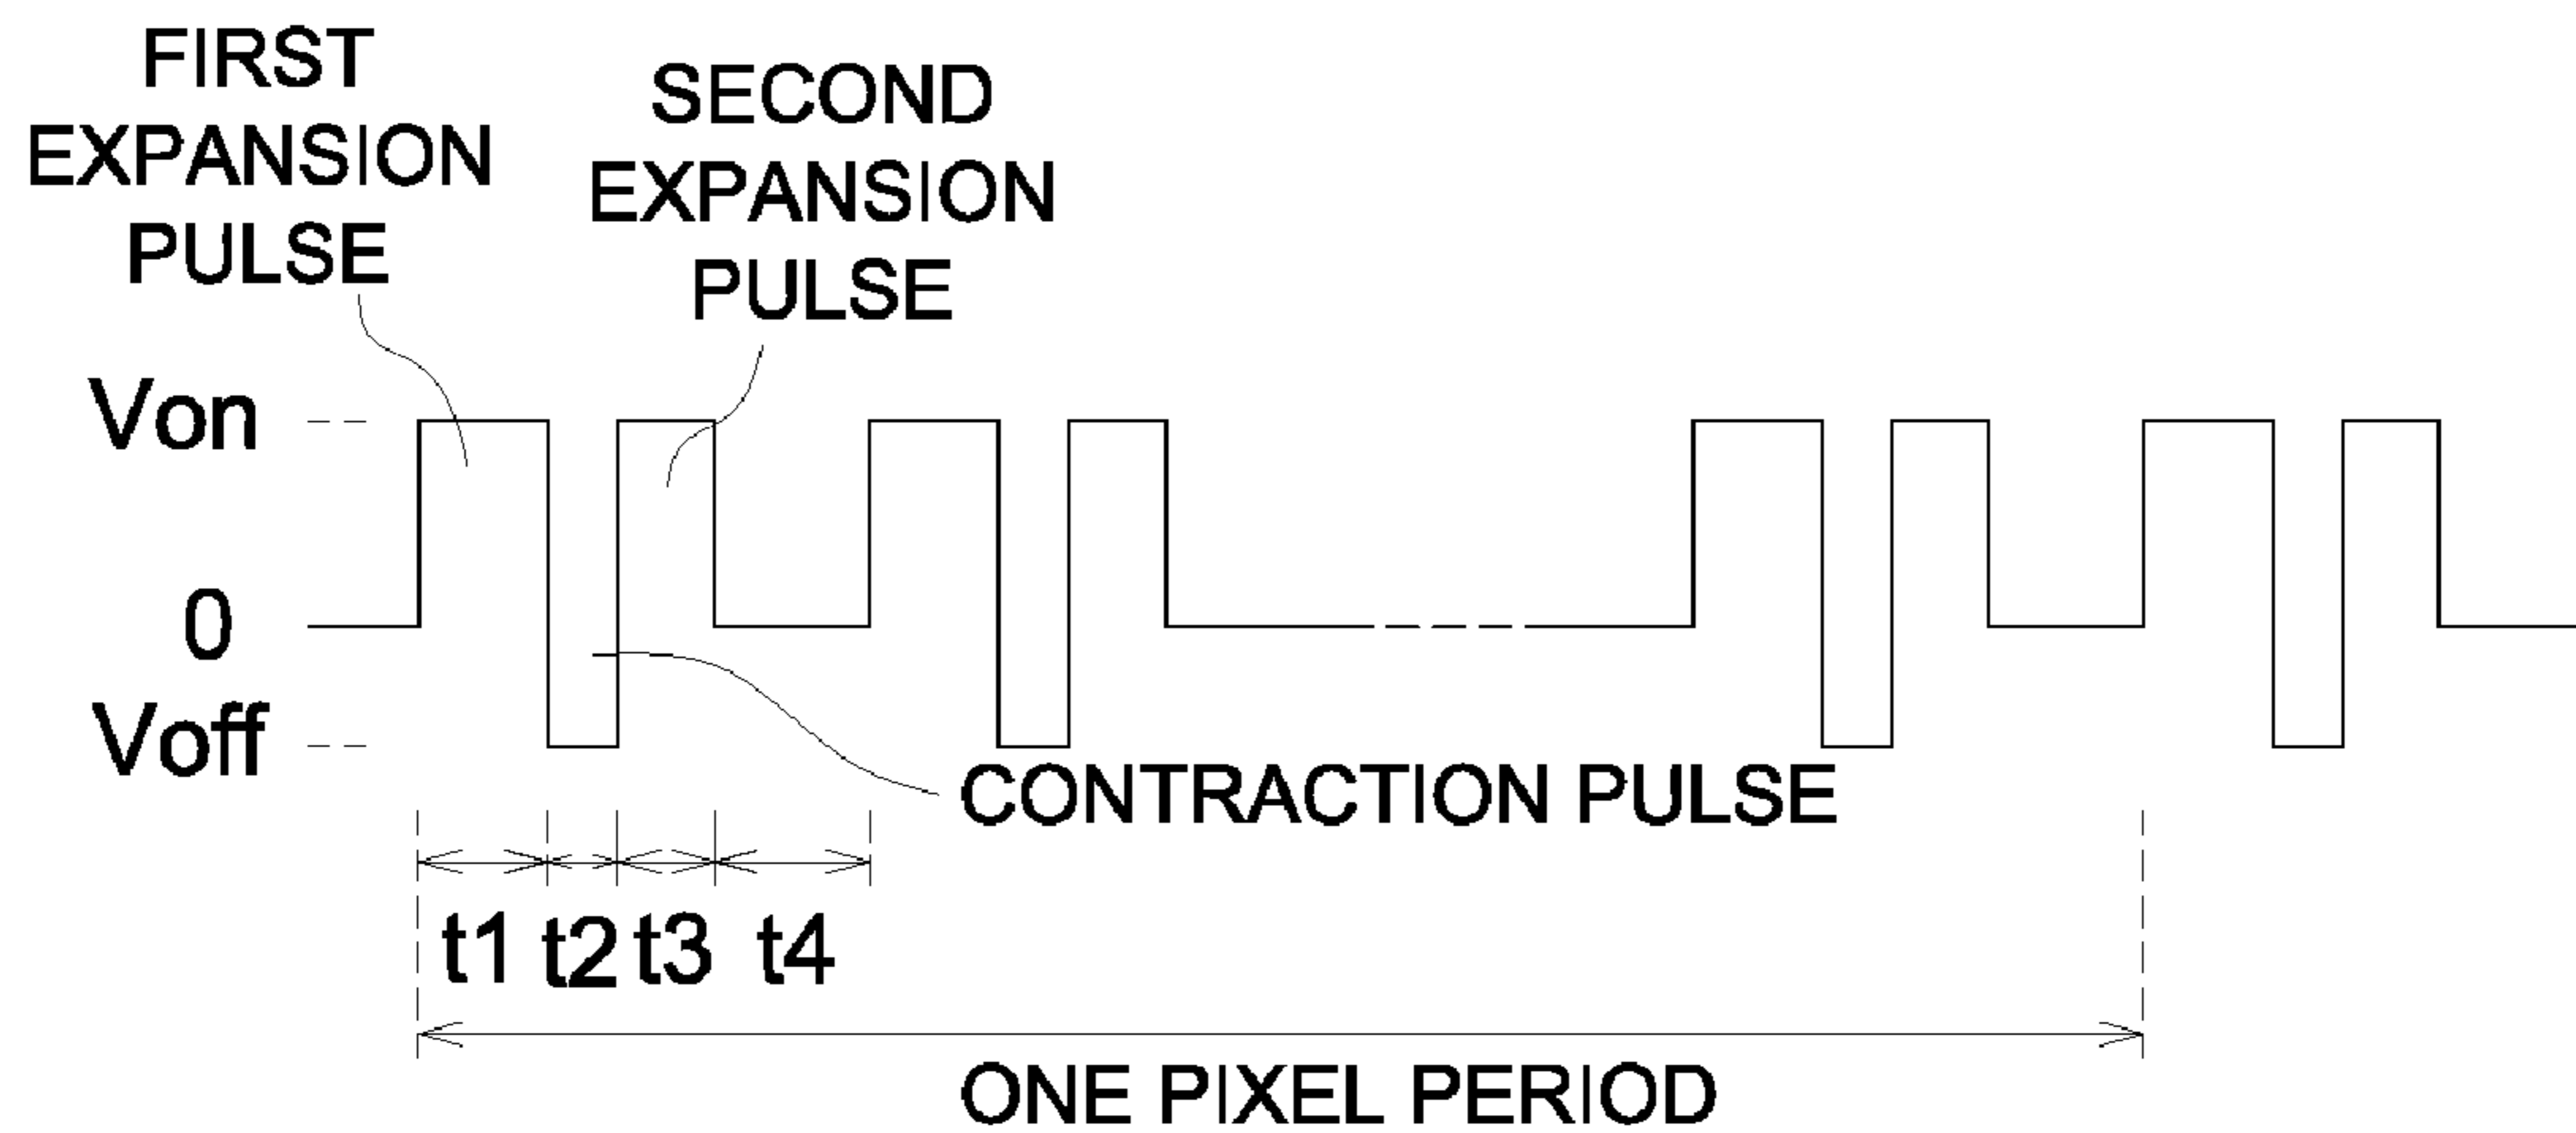 FIRST
EXPANSION
PULSE
SECOND
EXPANSION
PULSE
Von
0
Voff
CONTRACTION PULSE
t1 t2 t3 t4
ONE PIXEL PERIOD